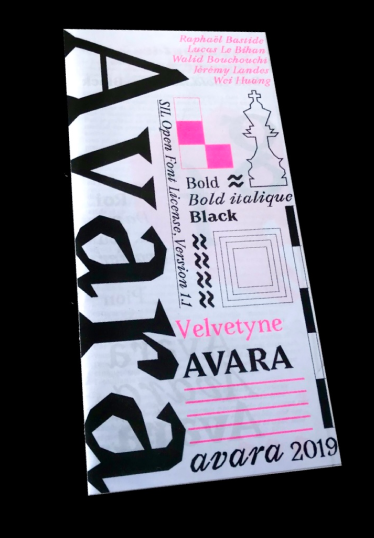 Raphaël Bastide
Lucas Le Bihan
Walid Bouchouchi
Jérémy Landes
Wei Huang
Avara
SIL Open Font License, Version 1.1
Bold
Bold italique
Black
Velvetyne
AVARA
avara 2019